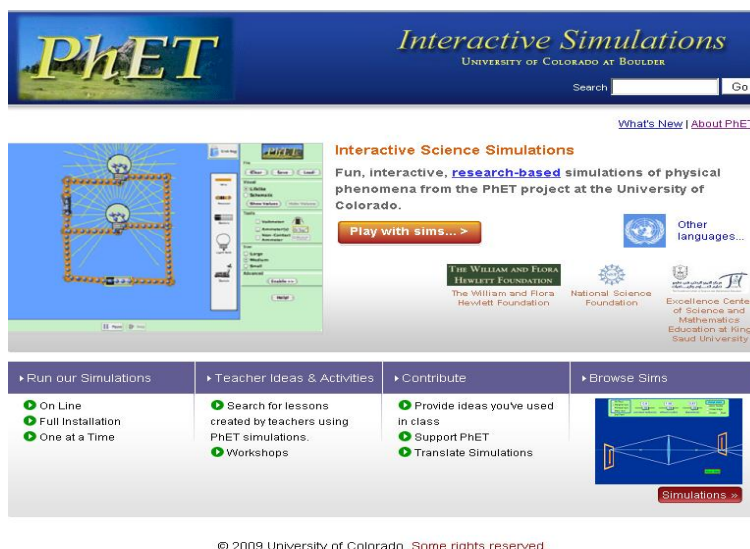 PhET
Interactive Simulations
UNIVERSITY OF COLORADO AT BOULDER
Search
Go
What's New | About PhET
Interactive Science Simulations
Fun, interactive, research-based simulations of physical
phenomena from the PhET project at the University of
Colorado.
Play with sims... >
Other
languages...
THE WILLIAM AND FLORA
HEWLETT FOUNDATION
The William and Flora
Hewlett Foundation
National Science
Foundation
Excellence Cente
of Science and
Mathematics
Education at King
Saud University
Run our Simulations
On Line
Full Installation
One at a Time
Teacher Ideas & Activities
Search for lessons
created by teachers using
PhET simulations.
Workshops
Contribute
Provide ideas you've used
in class
Support PhET
Translate Simulations
Browse Sims
Simulations »
© 2009 University of Colorado. Some rights reserved.